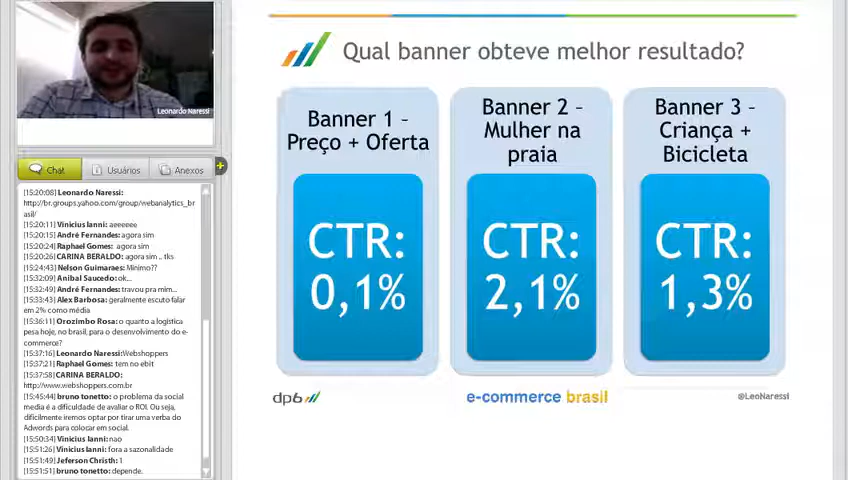 Leonardo Naressi
Chat
Usuários
Anexos
[15:20:08] Leonardo Naressi:
http://br.groups.yahoo.com/group/webanalytics_br
asil/
[15:20:11] Vinicius Ianni: aeeeeee
[15:20:15] André Fernandes: agora sim
[15:20:24] Raphael Gomes: agora sim
[15:20:26] CARINA BERALDO: agora sim .. tks
[15:24:43] Nelson Guimaraes: Minimo??
[15:32:09] Anibal Saucedo: ok...
[15:32:49] André Fernandes: travou pra mim...
[15:33:43] Alex Barbosa: geralmente escuto falar
em 2% como média
[15:36:11] Orozimbo Rosa: o quanto a logística
pesa hoje, no brasil, para o desenvolvimento do e-
commerce?
[15:37:16] Leonardo Naressi:Webshoppers
[15:37:21] Raphael Gomes: tem no ebit
[15:37:58] CARINA BERALDO:
http://www.webshoppers.com.br
[15:45:44] bruno tonetto: o problema da social
media é a dificuldade de avaliar o ROI. Ou seja,
dificilmente iremos optar por tirar uma verba do
Adwords para colocar em social.
[15:50:34] Vinicius Ianni: nao
[15:51:26] Vinicius Ianni: fora a sazonalidade
[15:51:49] Jeferson Christh: 1
[15:51:51] bruno tonetto: depende.
Qual banner obteve melhor resultado?
Banner 1 –
Preço + Oferta
CTR:
0,1%
Banner 2 –
Mulher na
praia
CTR:
2,1%
Banner 3 –
Criança +
Bicicleta
CTR:
1,3%
dp6
e-commerce brasil
@LeoNaressi